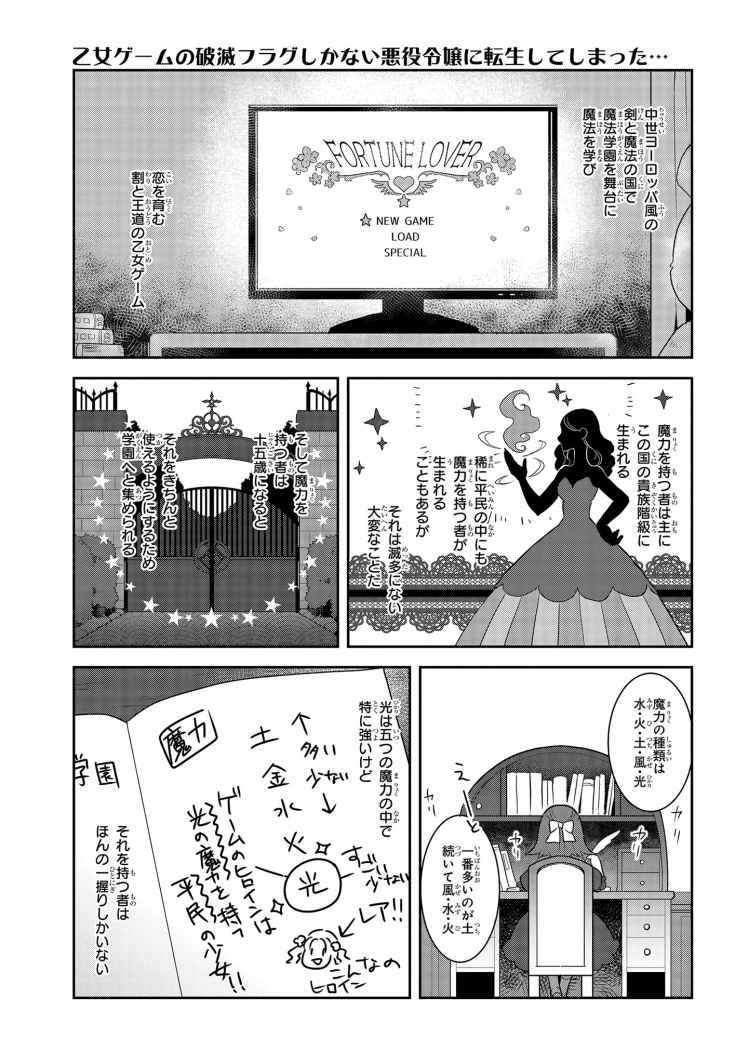 乙女ゲームの破滅フラグしかない悪役令嬢に転生してしまった…
中世ヨーロッパ風の
剣と魔法の国で
魔法学園を舞台に
魔法を学び
FORTUNE LOVER
NEW GAME
LOAD
SPECIAL
恋を育む
割と王道の乙女ゲーム
魔力を持つ者は主に
この国の貴族階級に
生まれる
稀に平民の中にも
魔力を持つ者が
生まれる
こともあるが
それは滅多にない
大変なことだ
そして魔力を
持つ者は
十五歳になると
それをきちんと
使えるようにするため
学園へと集められる
魔力の種類は
水・火・土・風・光
えーと
一番多いのが土
続いて風・水・火
光は五つの魔力の中で
特に強いけど
魔力
学園
↑
多い
少ない
↓
土
金
水
火
光
すごい
少ない
レア!!
ゲームのヒロインは
光の魔力を持つ
平民の少女!!
こんなの
ヒロイン
それを持つ者は
ほんの一握りしかいない